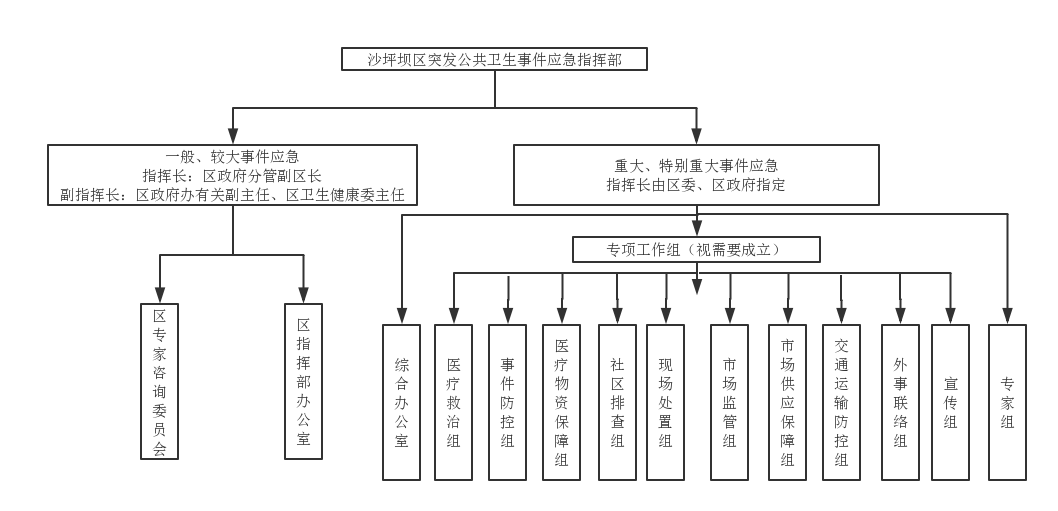 沙坪坝区突发公共卫生事件应急指挥部
一般、较大事件应急
指挥长：区政府分管副区长
副指挥长：区政府办有关副主任、区卫生健康委主任
重大、特别重大事件应急
指挥长由区委、区政府指定
专项工作组（视需要成立）
区专家咨询委员会
区指挥部办公室
综合办公室
医疗救治组
事件防控组
医疗物资保障组
社区排查组
现场处置组
市场监管组
市场供应保障组
交通运输防控组
外事联络组
宣传组
专家组